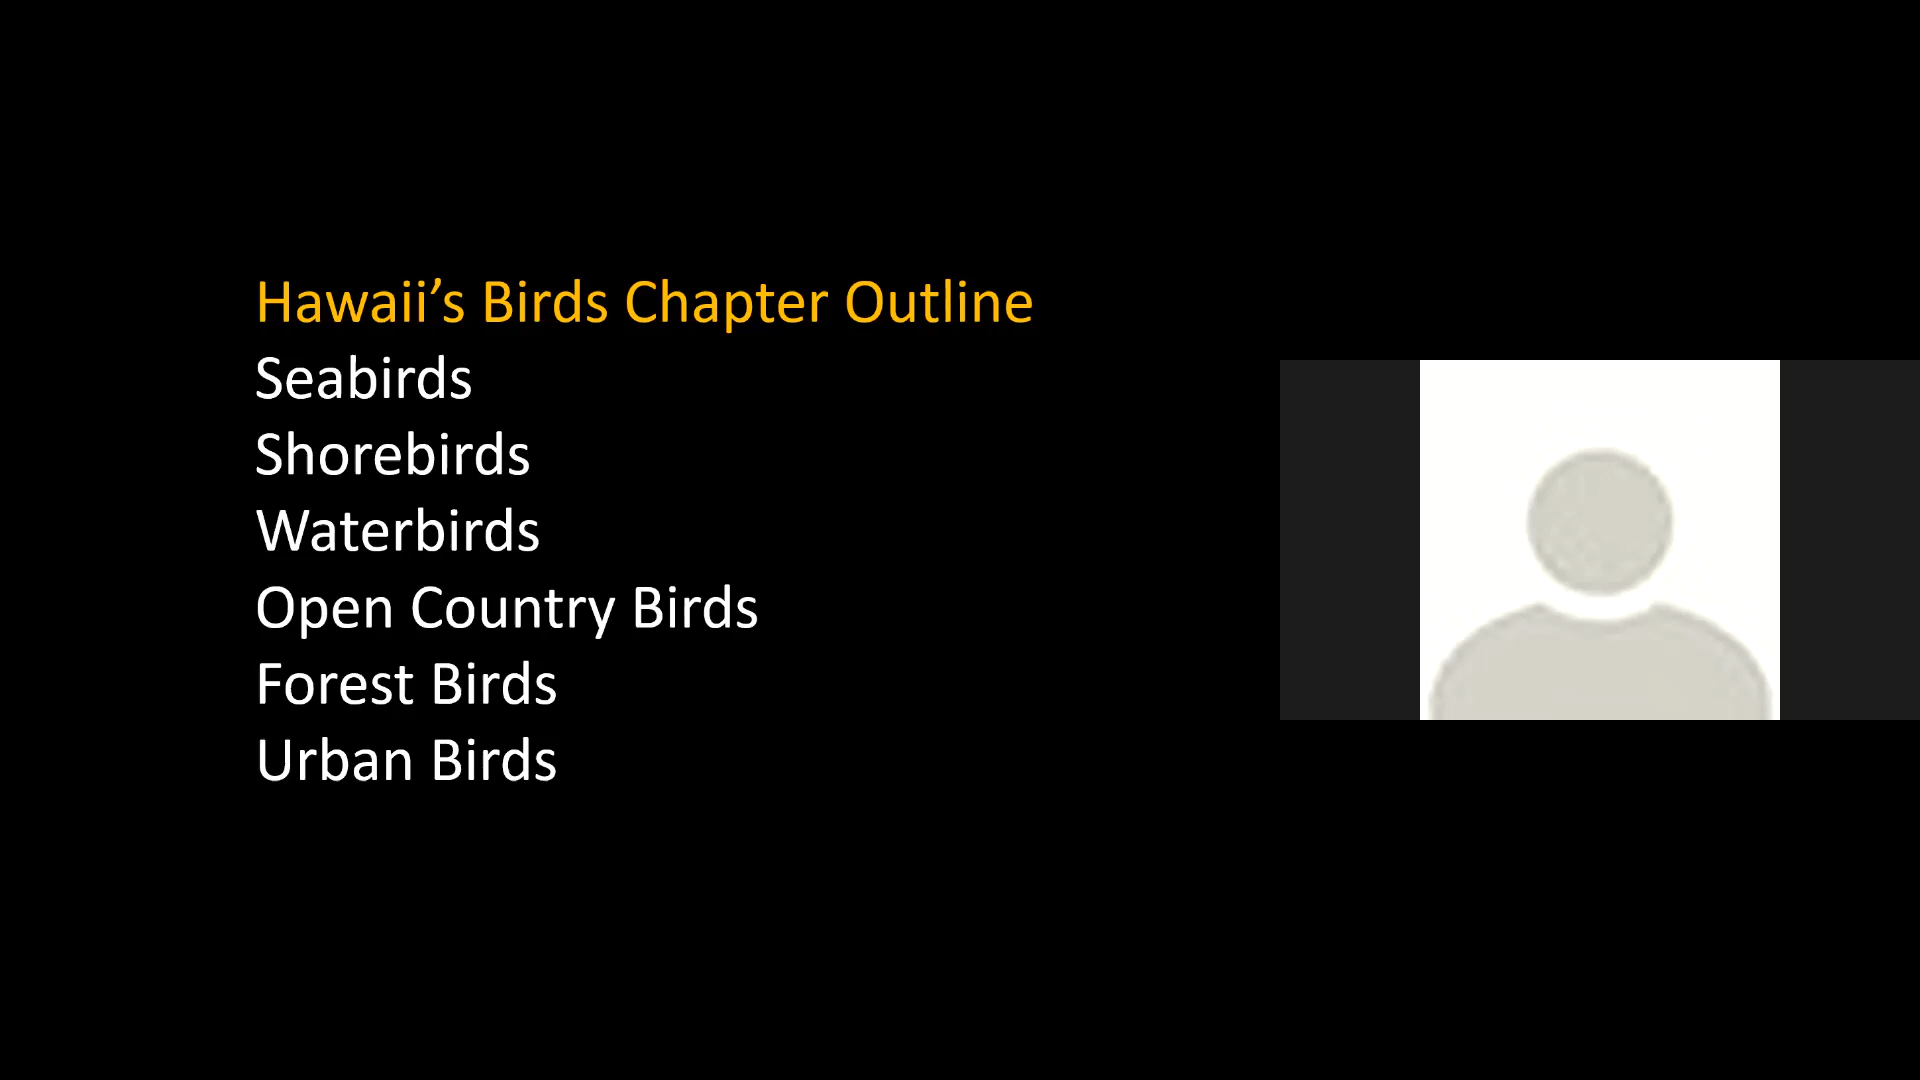 Hawaii’s Birds Chapter Outline
Seabirds
Shorebirds
Waterbirds
Open Country Birds
Forest Birds
Urban Birds